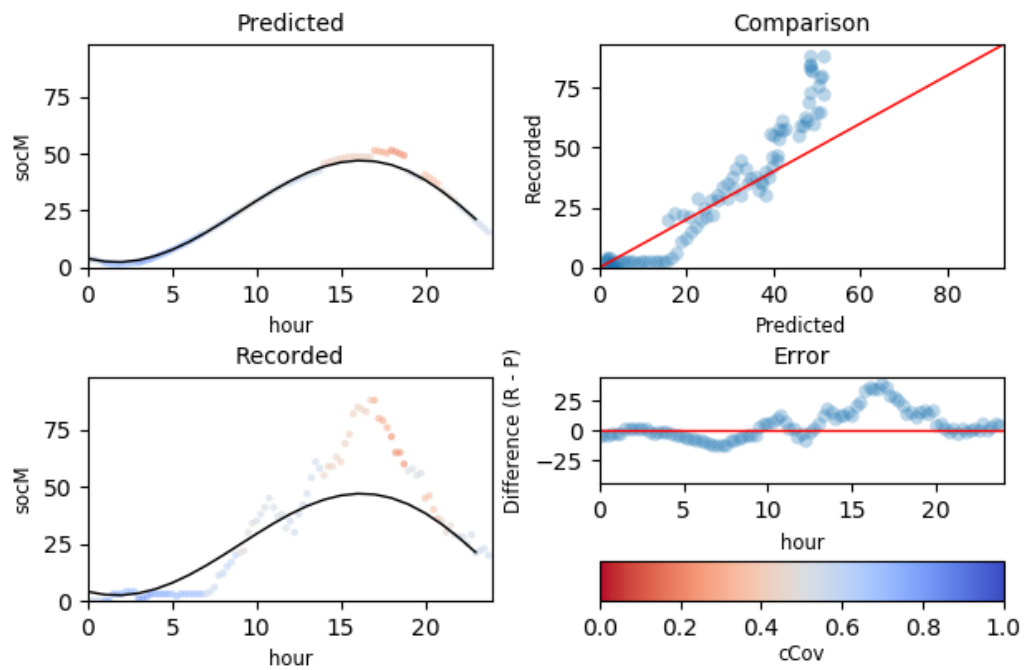 Predicted
socM
75
50
25
0
0 5 10 15 20
hour
Comparison
Recorded
75
50
25
0
0 20 40 60 80
Predicted
Recorded
socM
75
50
25
0
0 5 10 15 20
hour
Error
Difference (R - P)
25
0
−25
0 5 10 15 20
hour
0.0 0.2 0.4 0.6 0.8 1.0
cCov